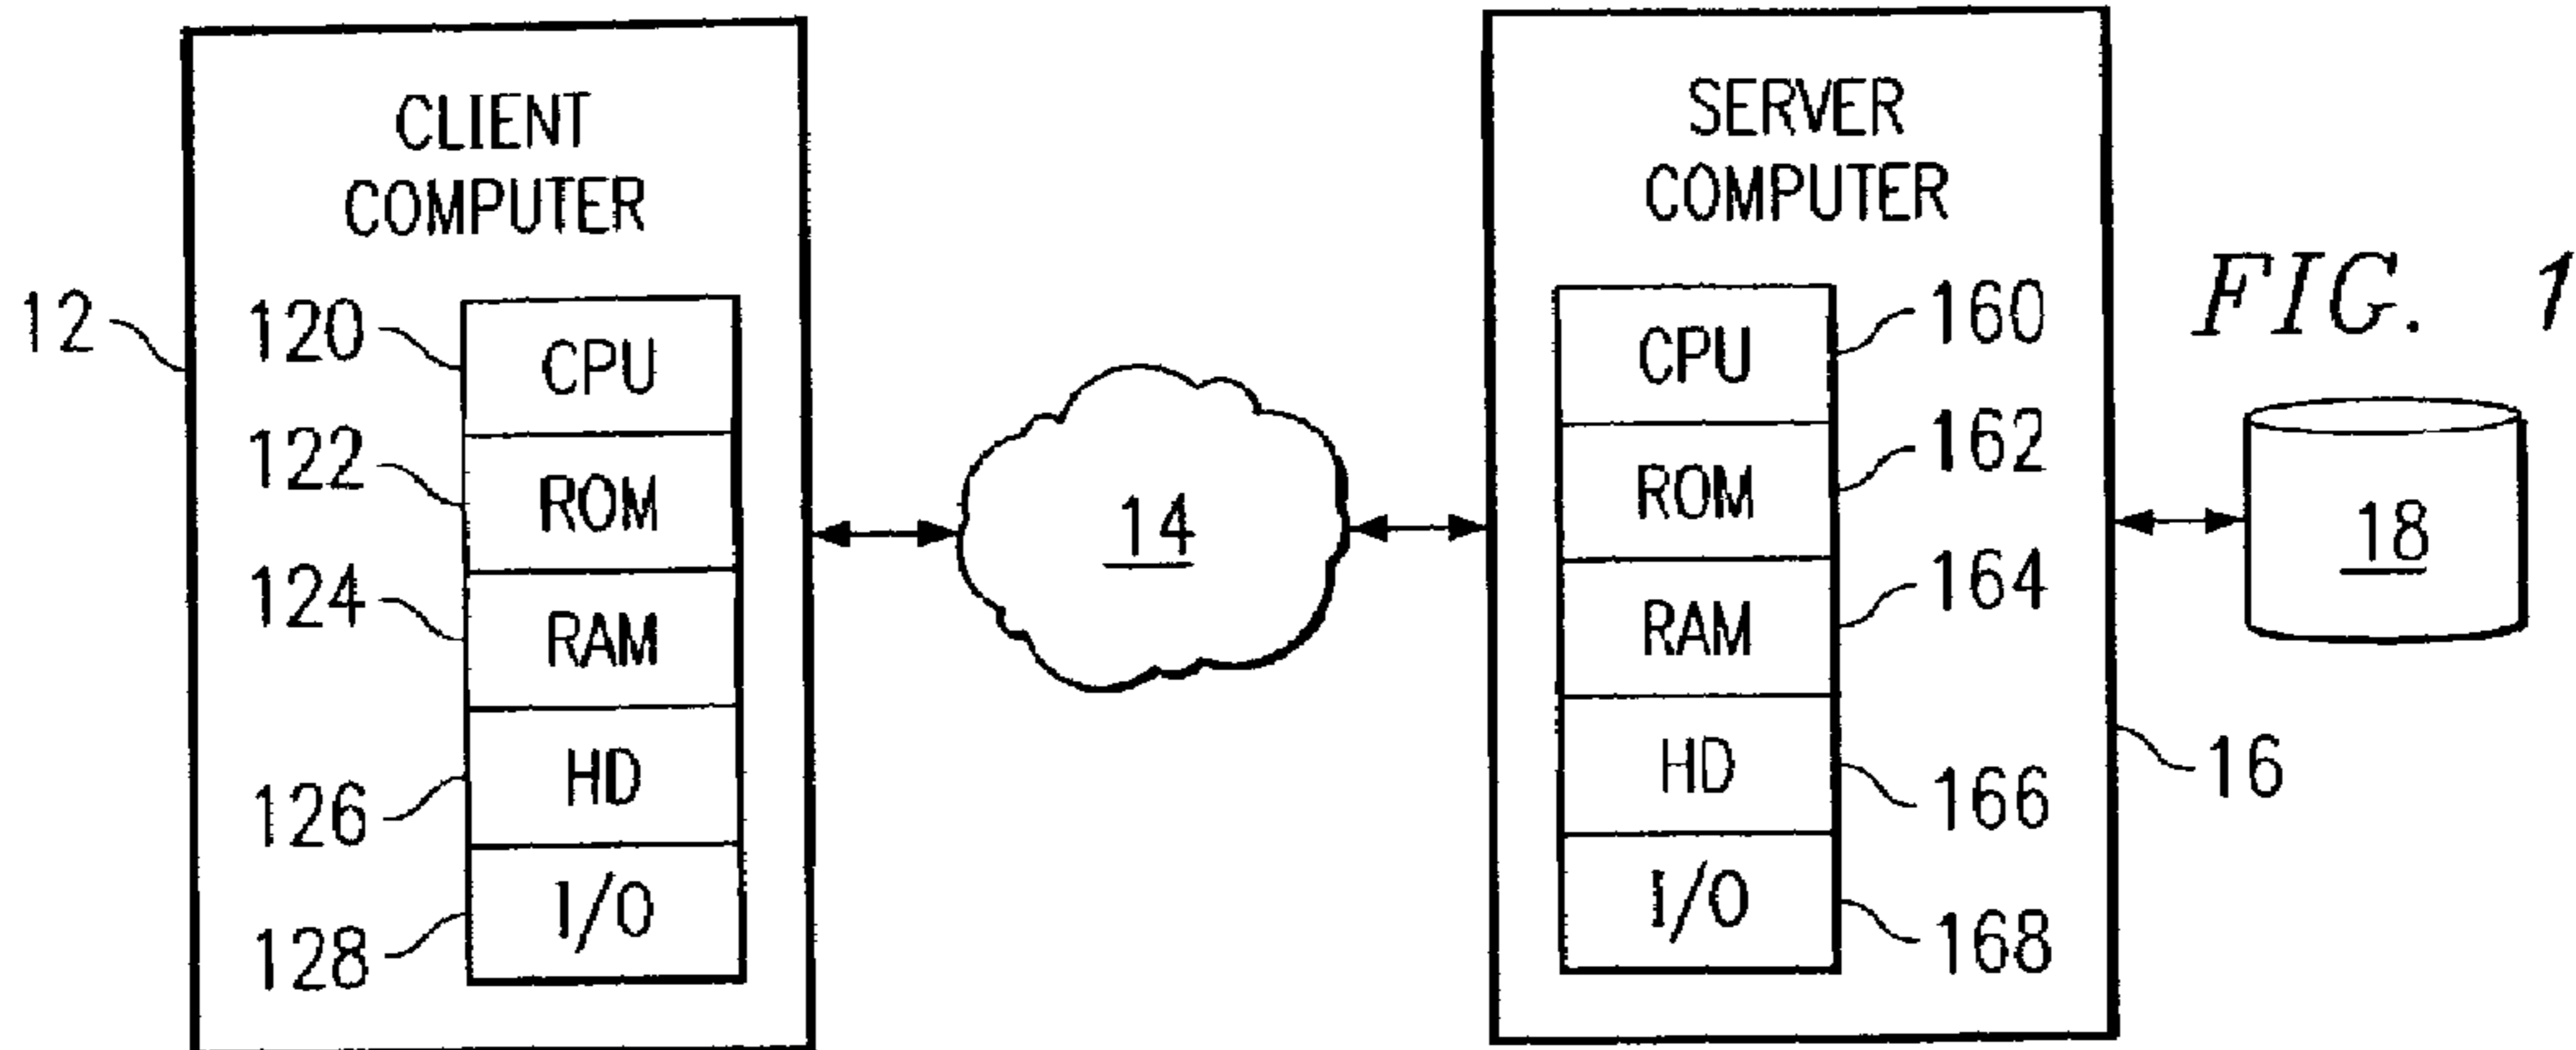 CLIENT
COMPUTER
12
120
CPU
122
ROM
124
RAM
126
HD
128
I/O
14
SERVER
COMPUTER
CPU
160
ROM
162
RAM
164
HD
166
I/O
168
16
FIG. 1
18